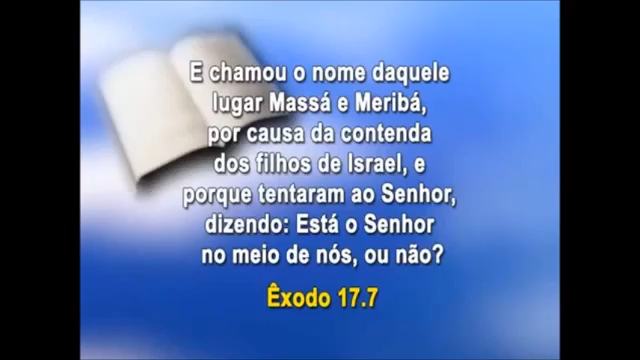 E chamou o nome daquele
lugar Massá e Meribá,
por causa da contenda
dos filhos de Israel, e
porque tentaram ao Senhor,
dizendo: Está o Senhor
no meio de nós, ou não?
Êxodo 17.7